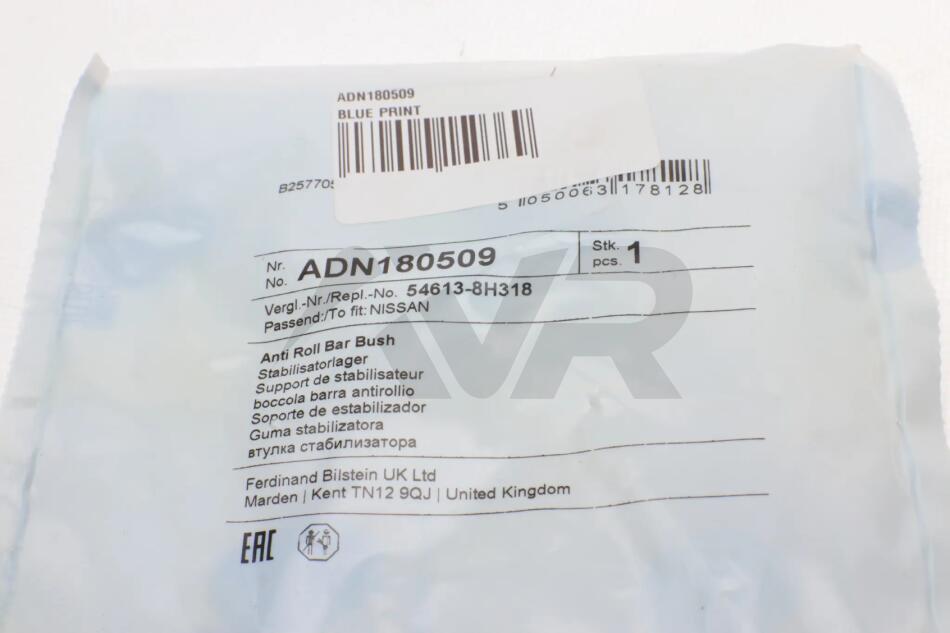 ADN180509
BLUE PRINT
5 050063 178128
Nr.
No. ADN180509
Stk.
pcs. 1
Vergl.-Nr./Repl.-No. 54613-8H318
Passend:/To fit: NISSAN
Anti Roll Bar Bush
Stabilisatorlager
Support de stabilisateur
boccola barra antirollio
Soporte de estabilizador
Guma stabilizatora
втулка стабилизатора
Ferdinand Bilstein UK Ltd
Marden | Kent TN12 9QJ | United Kingdom
EAC